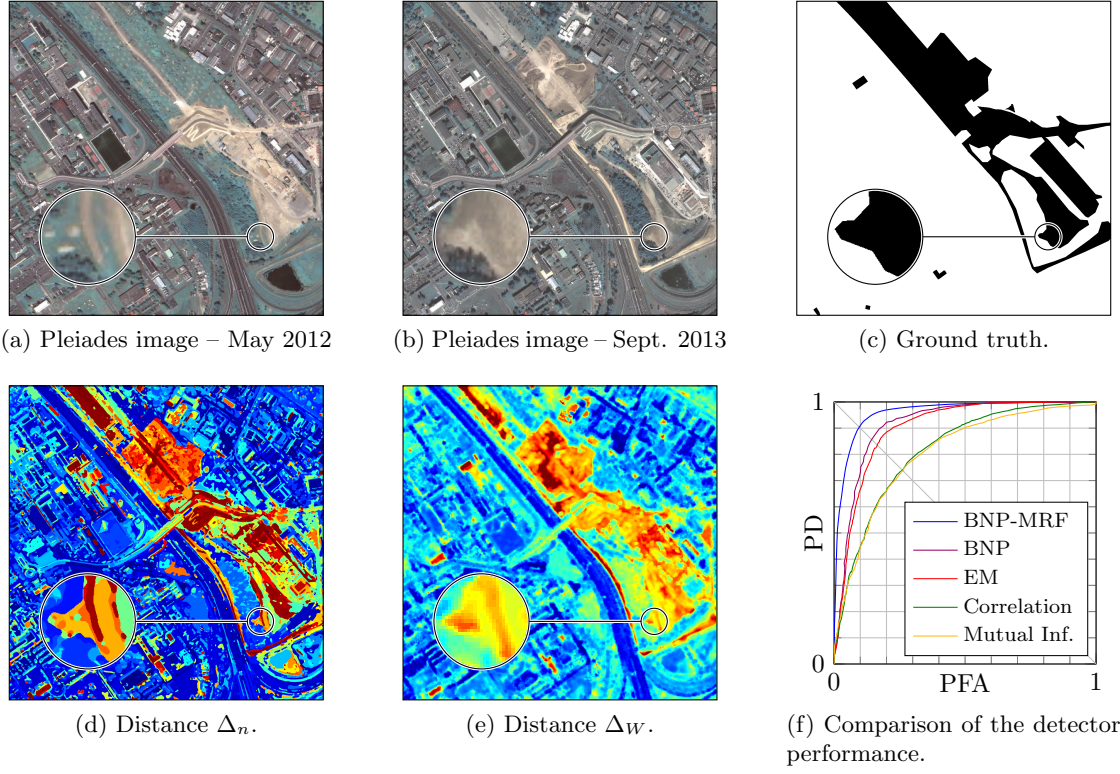 (a) Pleiades image – May 2012
(b) Pleiades image – Sept. 2013
(c) Ground truth.
1
PD
BNP-MRF
BNP
EM
Correlation
Mutual Inf.
0
0
PFA
1
(d) Distance Δₙ.
(e) Distance Δ_W.
(f) Comparison of the detector
performance.